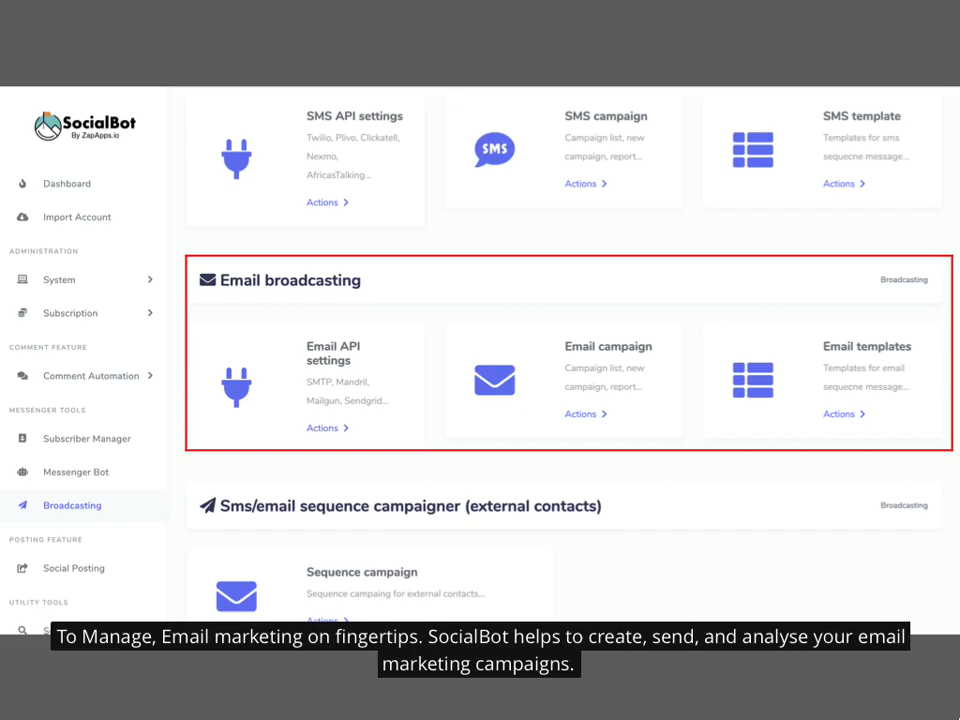 SocialBot
By ZapApps.io
Dashboard
Import Account
ADMINISTRATION
System
Subscription
COMMENT FEATURE
Comment Automation
MESSENGER TOOLS
Subscriber Manager
Messenger Bot
Broadcasting
POSTING FEATURE
Social Posting
UTILITY TOOLS
SMS API settings
Twilio, Plivo, Clickatell,
Nexmo,
AfricasTalking...
Actions
SMS
SMS campaign
Campaign list, new
campaign, report...
Actions
SMS template
Templates for sms
sequecne message...
Actions
Email broadcasting
Broadcasting
Email API
settings
SMTP, Mandril,
Mailgun, Sendgrid...
Actions
Email campaign
Campaign list, new
campaign, report...
Actions
Email templates
Templates for email
sequecne message...
Actions
Sms/email sequence campaigner (external contacts)
Broadcasting
Sequence campaign
Sequence campaing for external contacts...
Actions
To Manage, Email marketing on fingertips. SocialBot helps to create, send, and analyse your email
marketing campaigns.